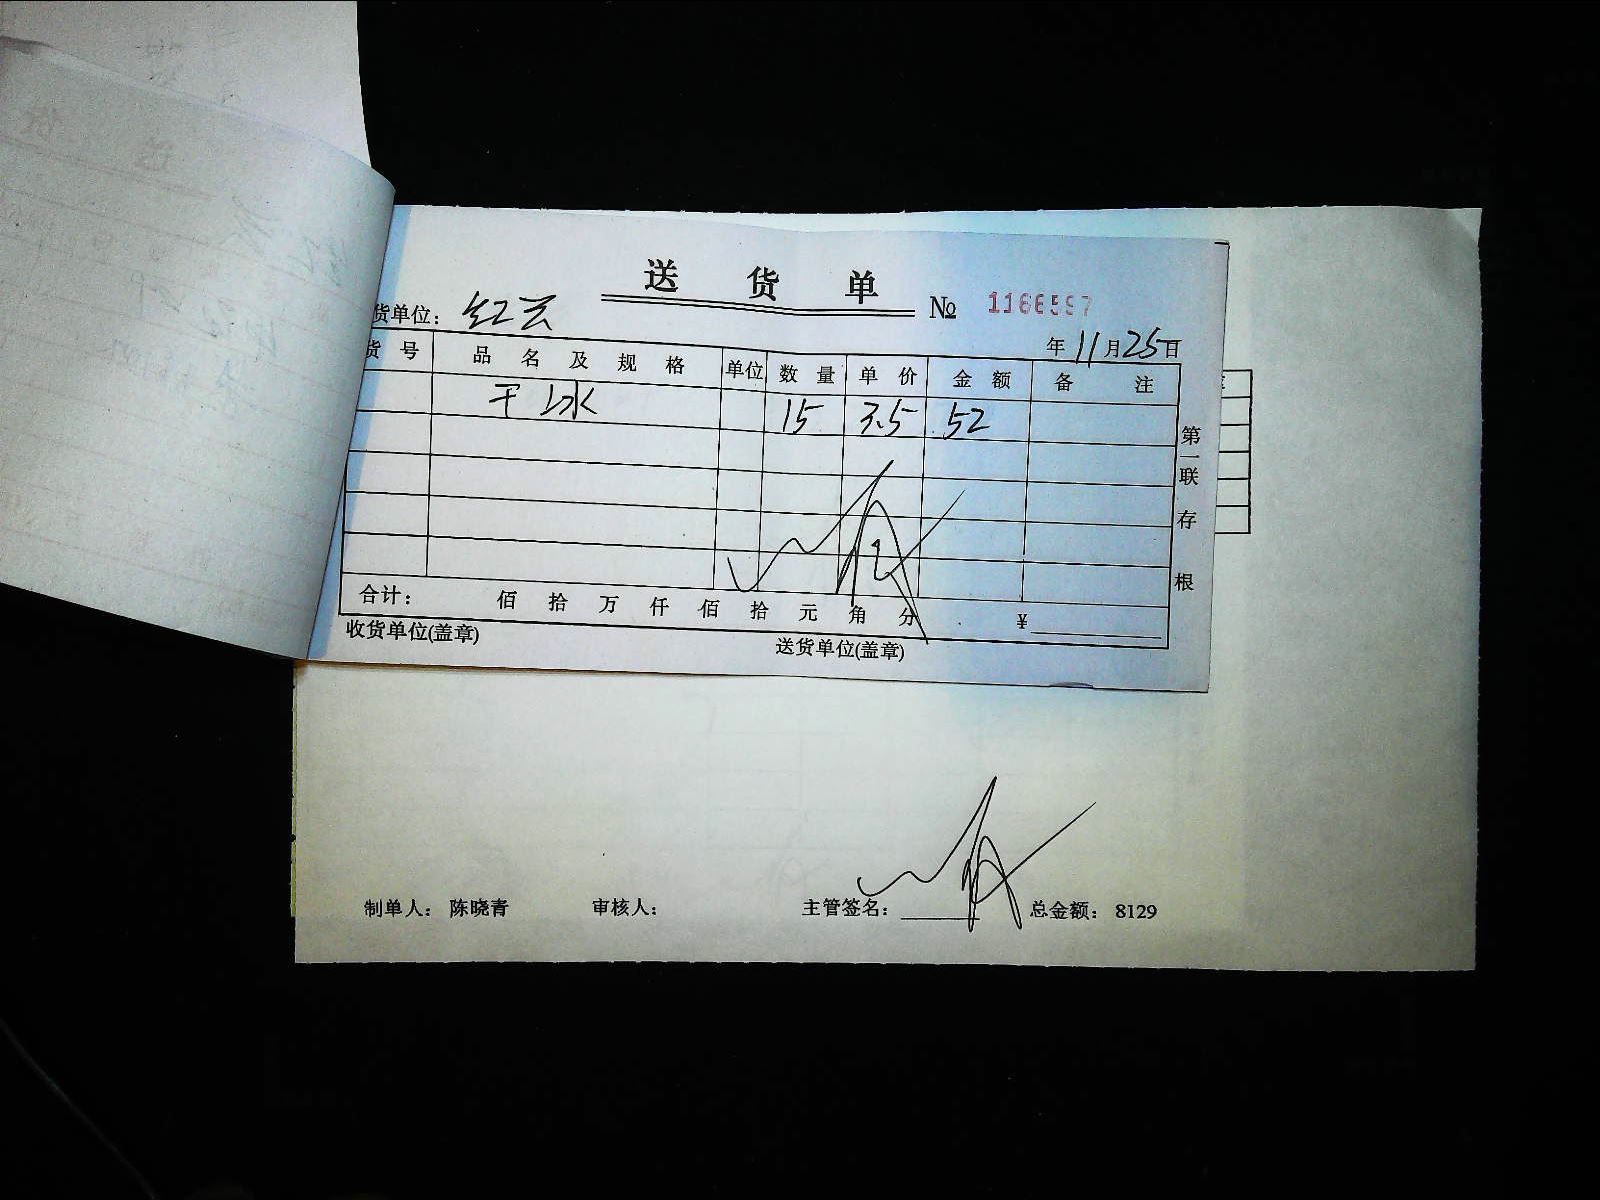 送 货 单
№ 1166597
货单位： 红云
年 11 月 25 日
货 号 品 名 及 规 格 单位 数 量 单 价 金 额 备 注
干冰 15 3.5 52
第一联 存根
合计： 佰 拾 万 仟 佰 拾 元 角 分 ¥
收货单位(盖章) 送货单位(盖章)
制单人： 陈晓青 审核人： 主管签名： 总金额： 8129